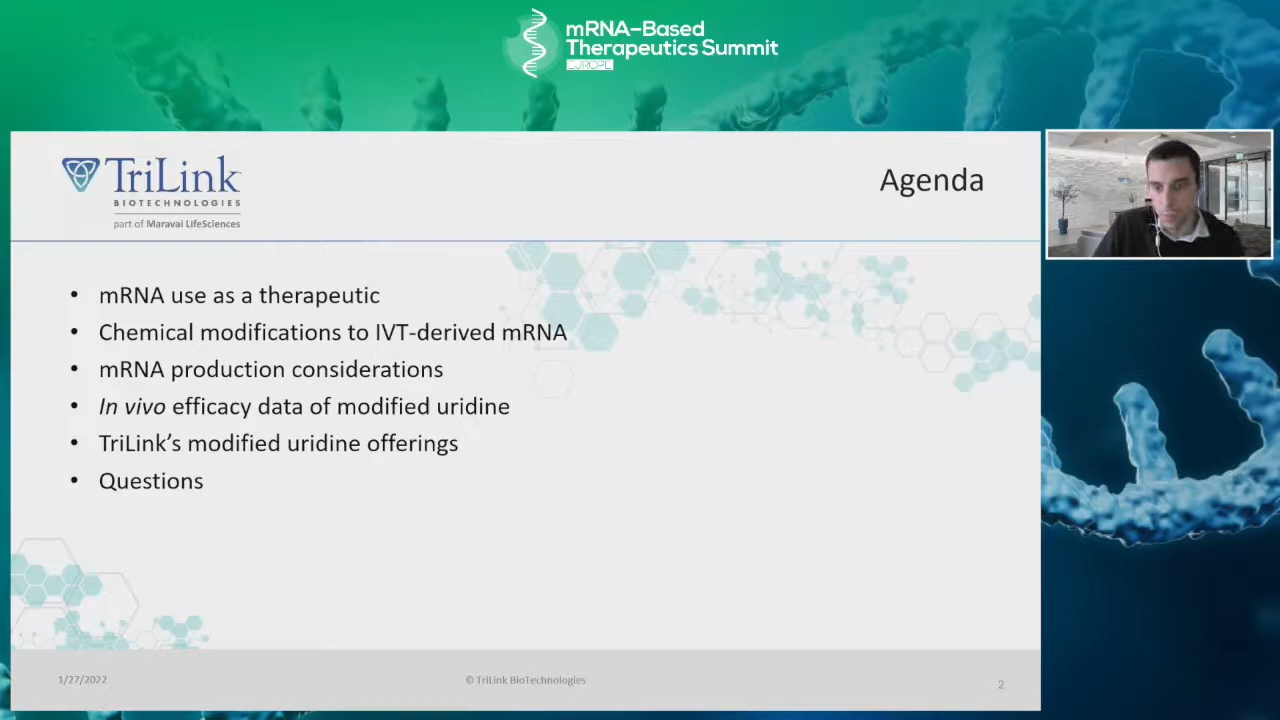 mRNA-Based
Therapeutics Summit
EUROPE
TriLink
BIOTECHNOLOGIES
part of Maravai LifeSciences
Agenda
• mRNA use as a therapeutic
• Chemical modifications to IVT-derived mRNA
• mRNA production considerations
• In vivo efficacy data of modified uridine
• TriLink's modified uridine offerings
• Questions
1/27/2022
© TriLink BioTechnologies
2